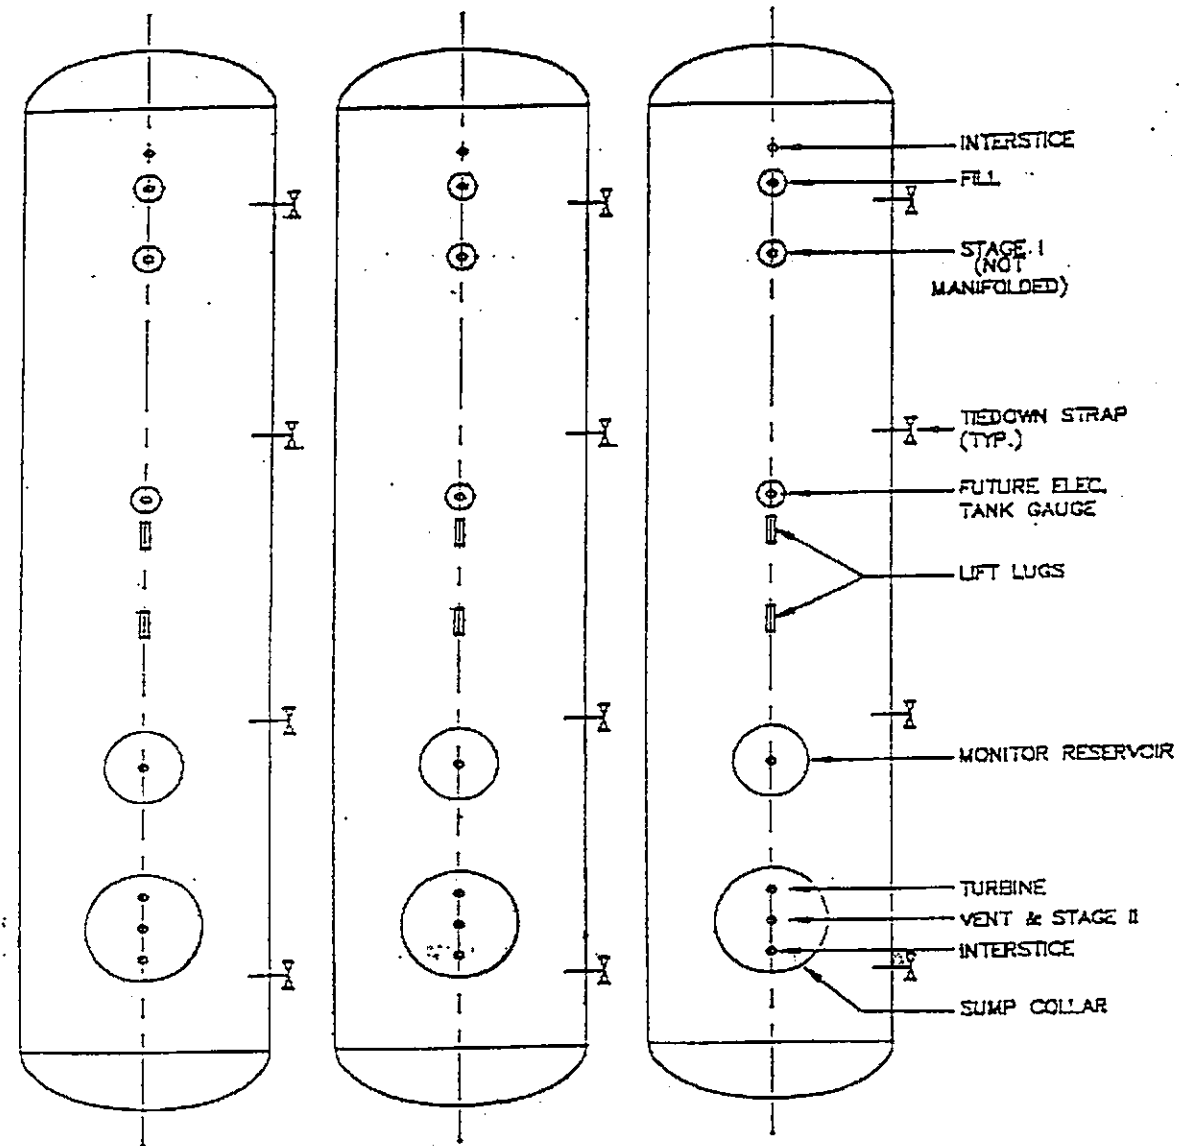 INTERSTICE
FILL
STAGE I
(NOT
MANIFOLDED)
TIEDOWN STRAP
(TYP.)
FUTURE ELEC.
TANK GAUGE
LIFT LUGS
MONITOR RESERVOIR
TURBINE
VENT & STAGE II
INTERSTICE
SUMP COLLAR